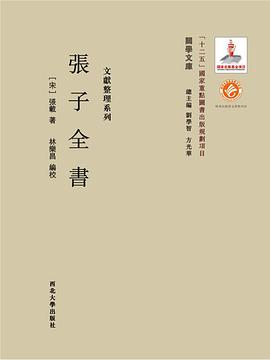 「十二五」國家重點圖書出版規劃項目
關學文庫
總主編 劉學智 方光華
文獻整理系列
張子全書
［宋］張載 著
林樂昌 編校
西北大學出版社